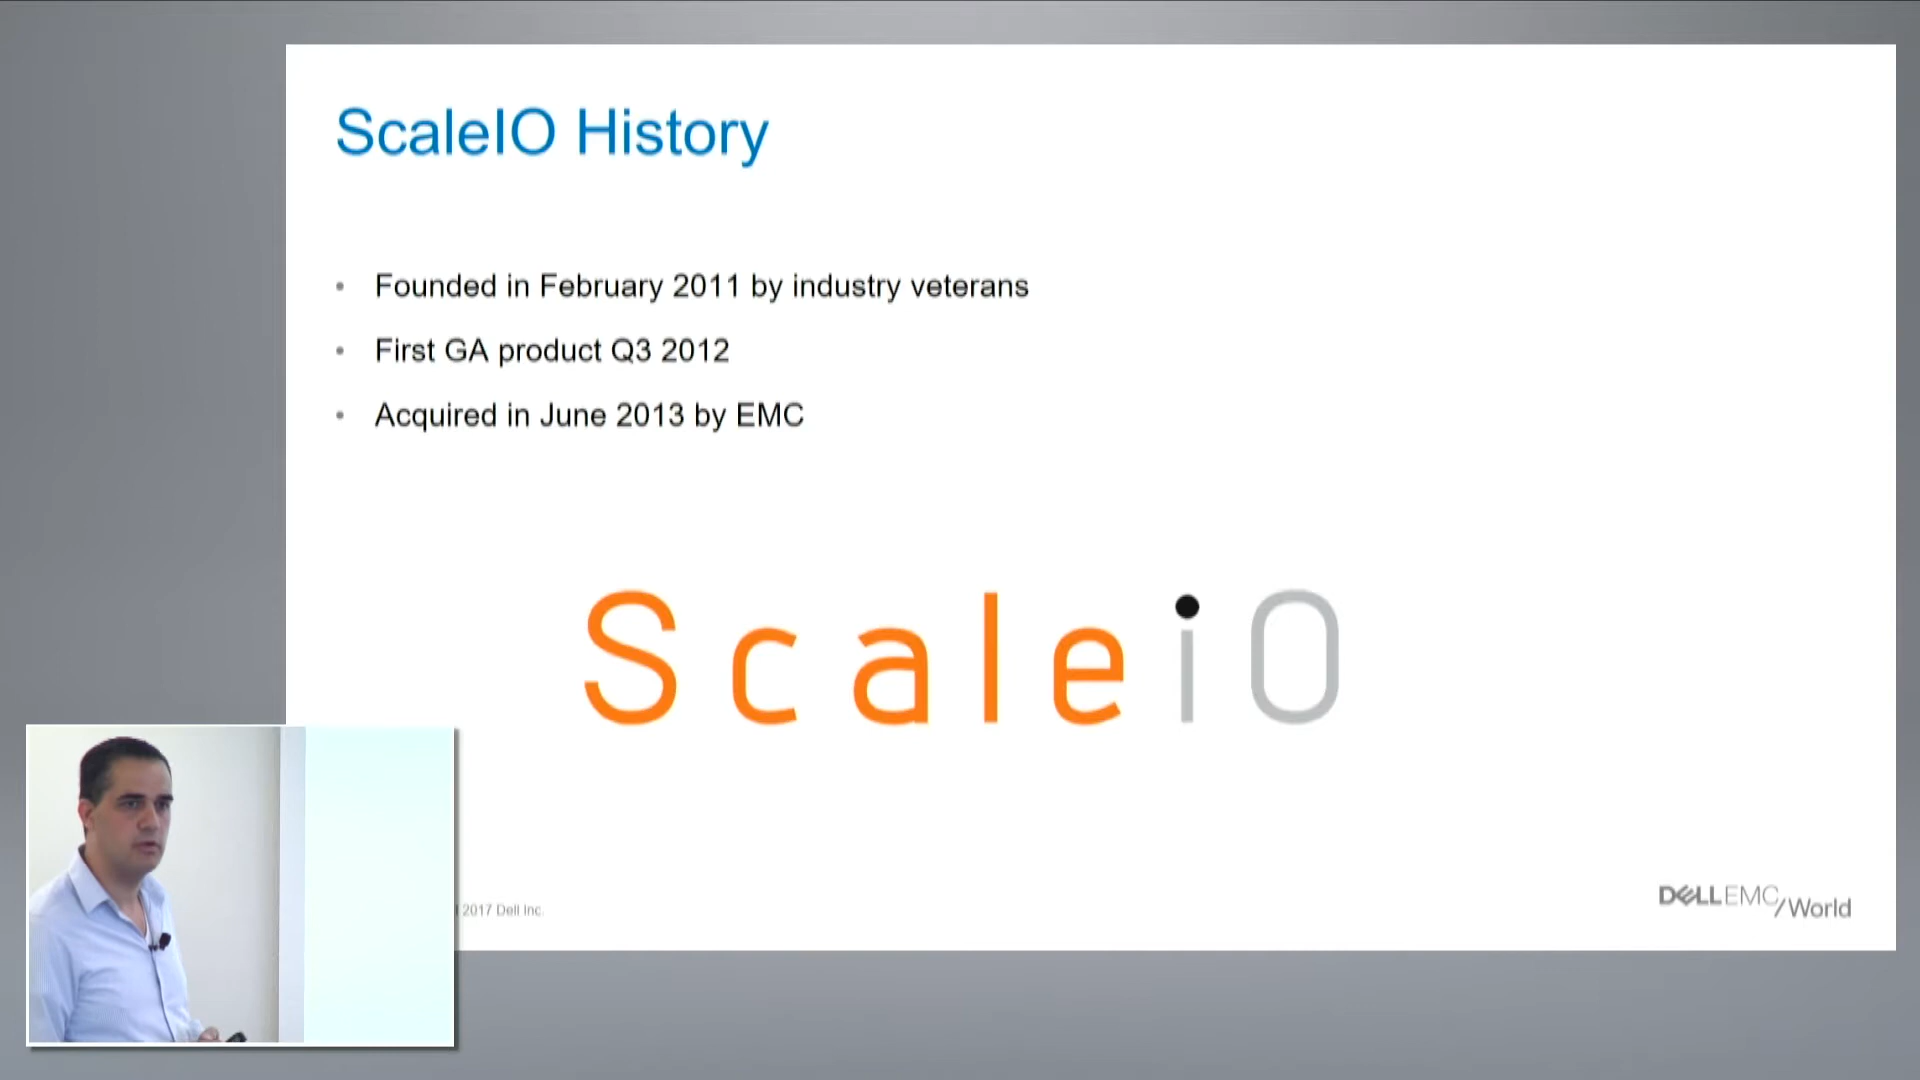 ScaleIO History
• Founded in February 2011 by industry veterans
• First GA product Q3 2012
• Acquired in June 2013 by EMC
ScaleiO
2017 Dell Inc.
DELLEMC/World